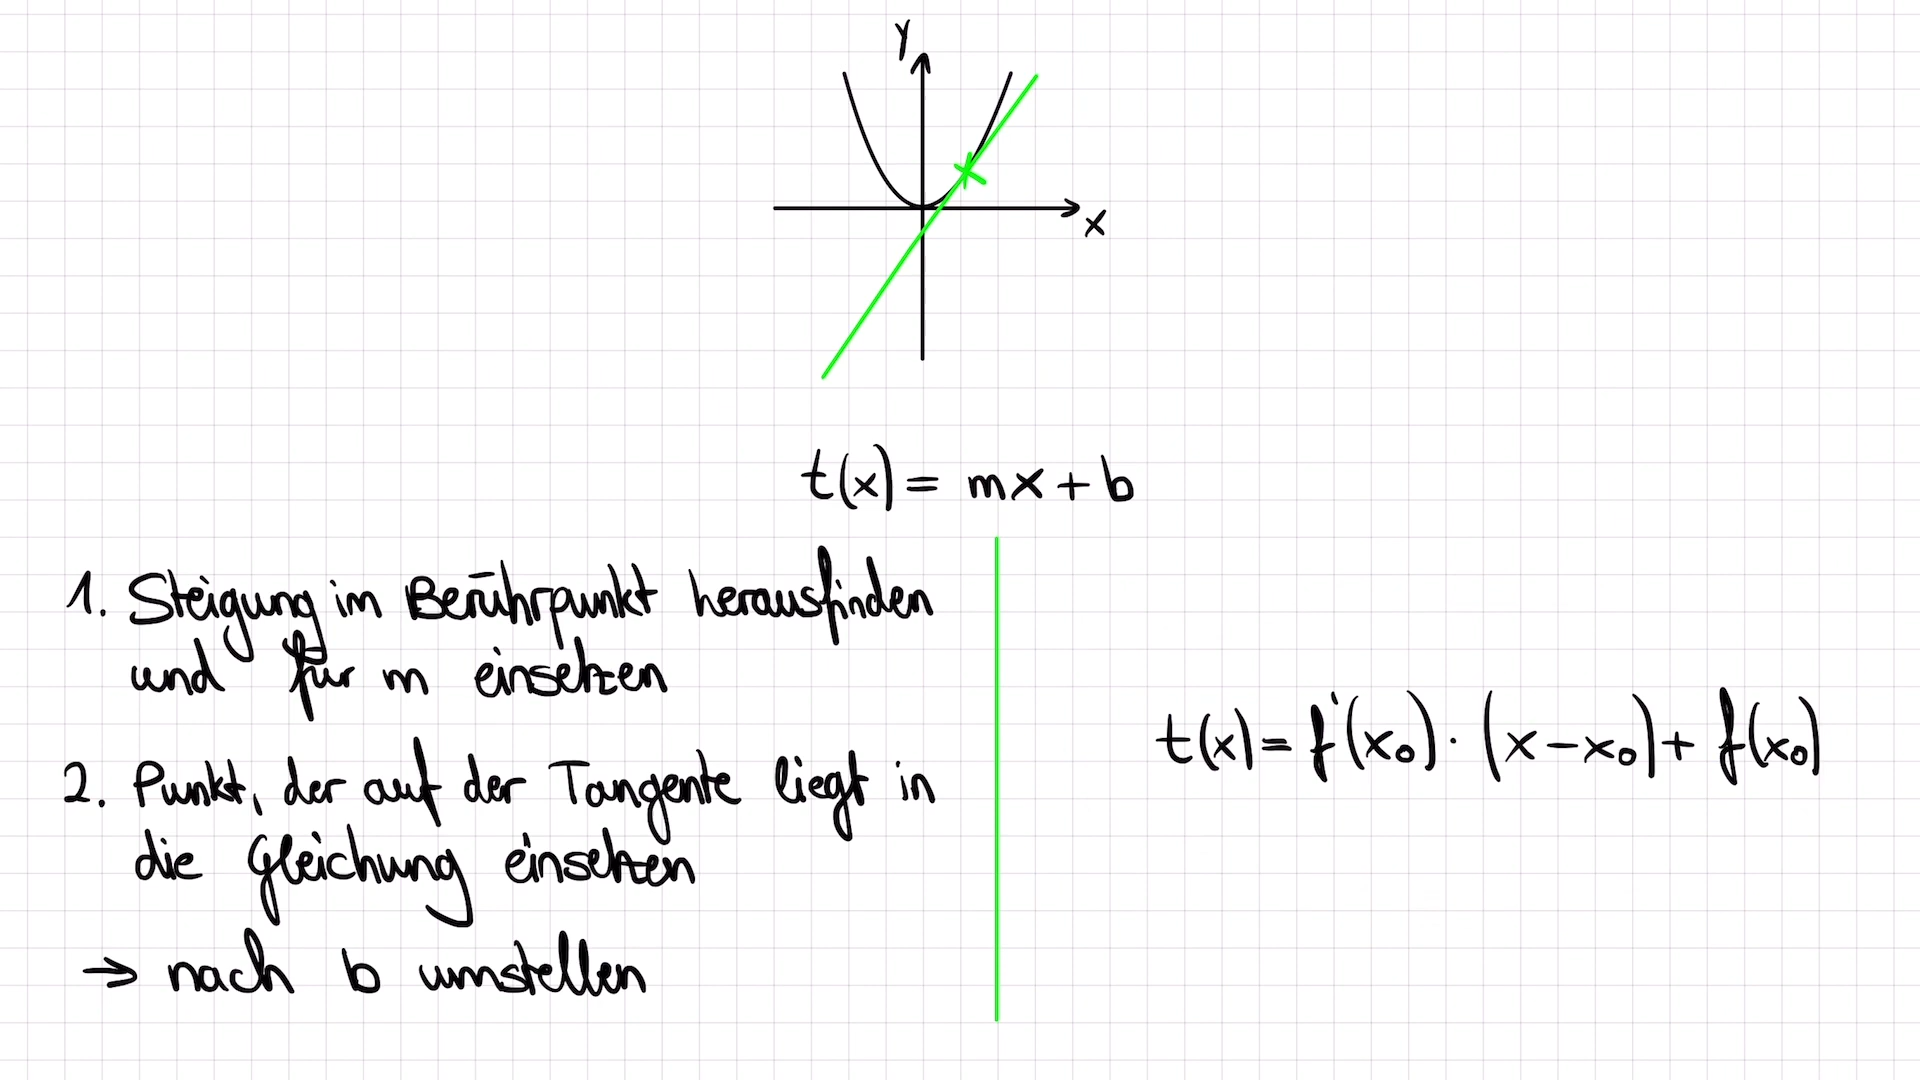 y
x
t(x) = mx + b
1. Steigung im Berührpunkt herausfinden
und für m einsetzen
2. Punkt, der auf der Tangente liegt in
die Gleichung einsetzen
→ nach b umstellen
t(x) = f'(x₀) · (x - x₀) + f(x₀)